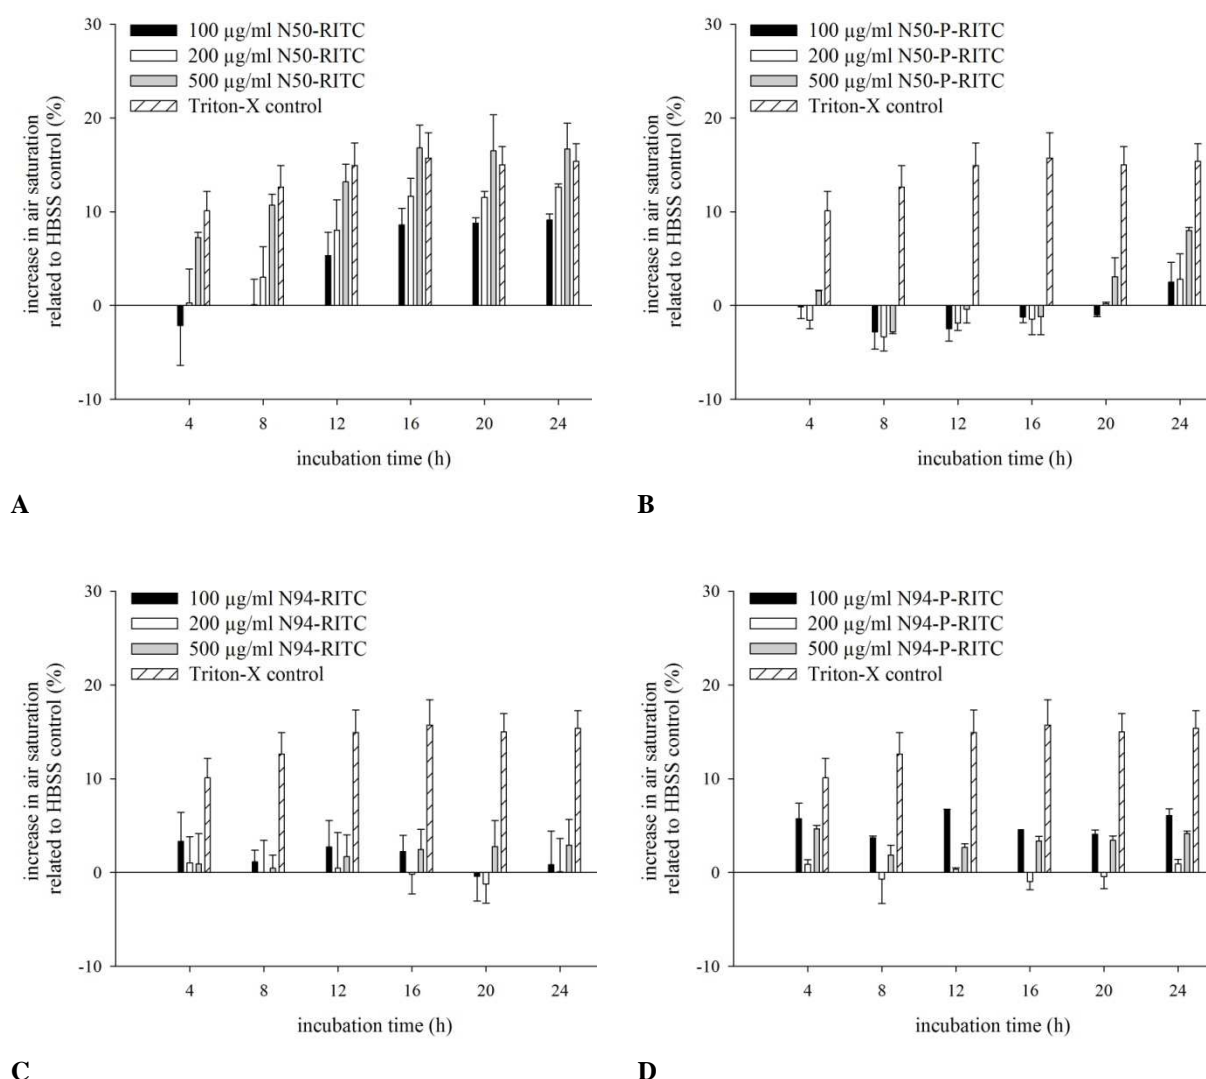 30
20
10
0
-10
increase in air saturation
related to HBSS control (%)
100 µg/ml N50-RITC
200 µg/ml N50-RITC
500 µg/ml N50-RITC
Triton-X control
4 8 12 16 20 24
incubation time (h)
A
30
20
10
0
-10
increase in air saturation
related to HBSS control (%)
100 µg/ml N50-P-RITC
200 µg/ml N50-P-RITC
500 µg/ml N50-P-RITC
Triton-X control
4 8 12 16 20 24
incubation time (h)
B
30
20
10
0
-10
increase in air saturation
related to HBSS control (%)
100 µg/ml N94-RITC
200 µg/ml N94-RITC
500 µg/ml N94-RITC
Triton-X control
4 8 12 16 20 24
incubation time (h)
C
30
20
10
0
-10
increase in air saturation
related to HBSS control (%)
100 µg/ml N94-P-RITC
200 µg/ml N94-P-RITC
500 µg/ml N94-P-RITC
Triton-X control
4 8 12 16 20 24
incubation time (h)
D